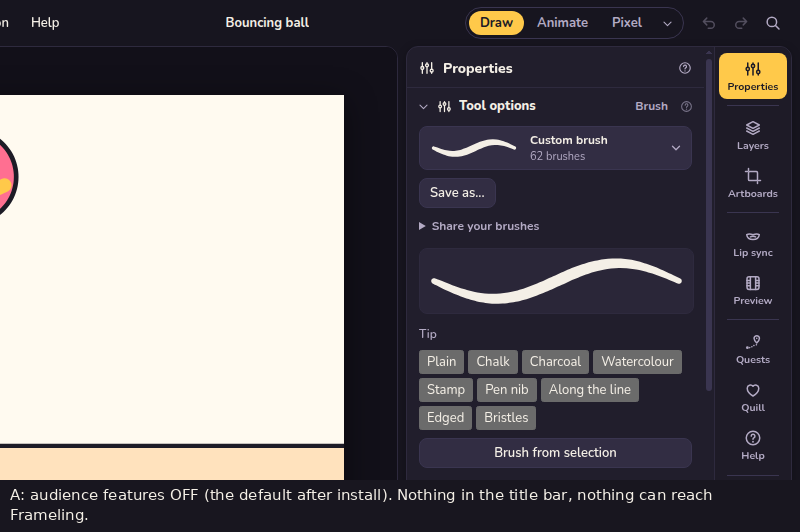 on Help Bouncing ball Draw Animate Pixel
Properties
Tool options Brush
Custom brush
62 brushes
Save as...
Share your brushes
Tip
Plain Chalk Charcoal Watercolour
Stamp Pen nib Along the line
Edged Bristles
Brush from selection
Properties
Layers
Artboards
Lip sync
Preview
Quests
Quill
Help
A: audience features OFF (the default after install). Nothing in the title bar, nothing can reach
Frameling.